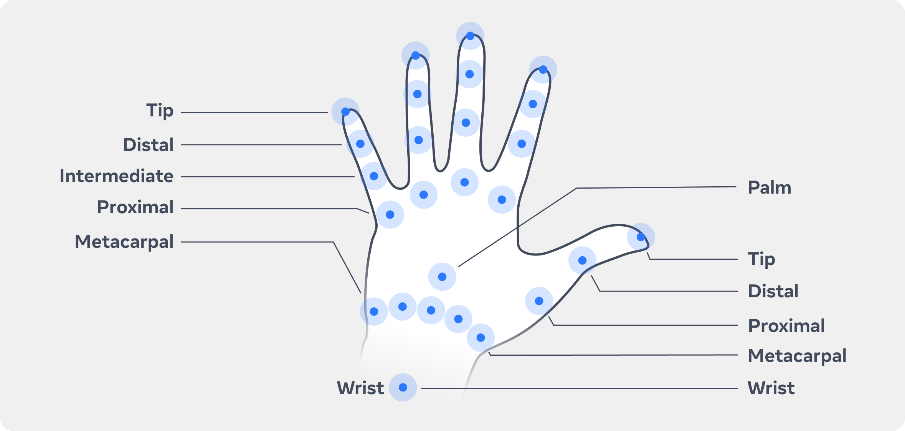 Tip
Distal
Intermediate
Proximal
Metacarpal
Wrist
Palm
Tip
Distal
Proximal
Metacarpal
Wrist